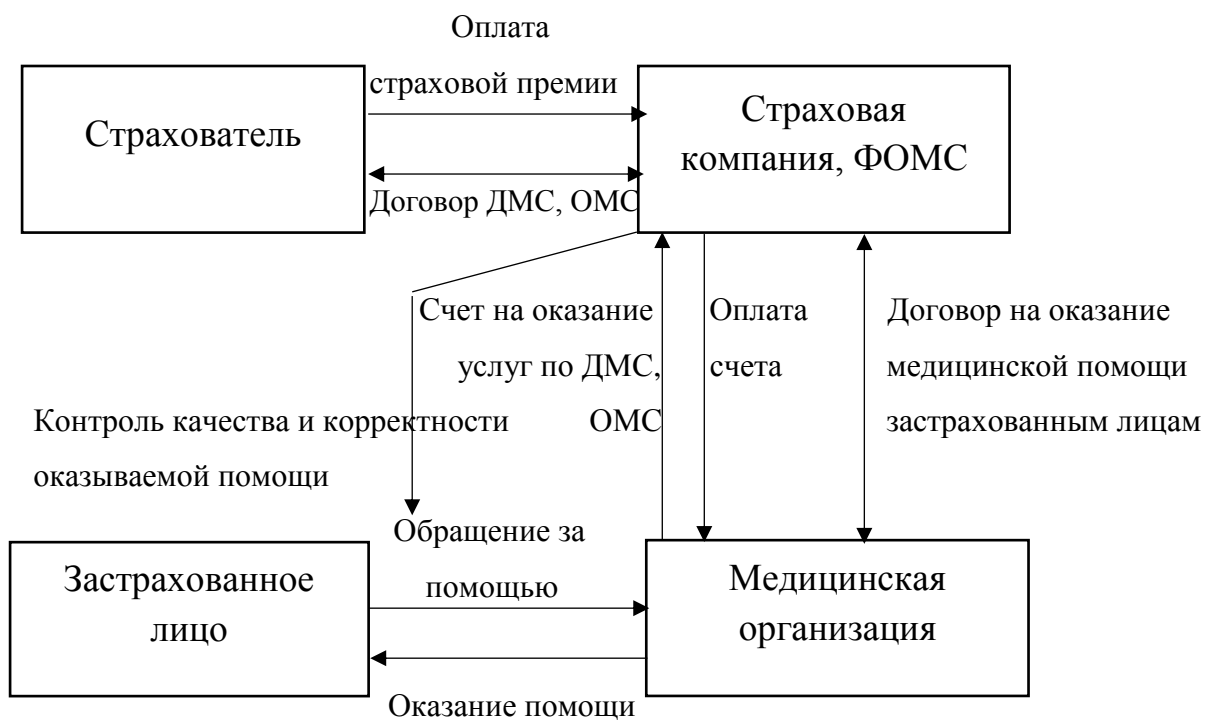 Оплата
страховой премии
Страхователь
Страховая
компания, ФОМС
Договор ДМС, ОМС
Счет на оказание
услуг по ДМС,
ОМС
Оплата
счета
Договор на оказание
медицинской помощи
застрахованным лицам
Контроль качества и корректности
оказываемой помощи
Обращение за
помощью
Застрахованное
лицо
Медицинская
организация
Оказание помощи